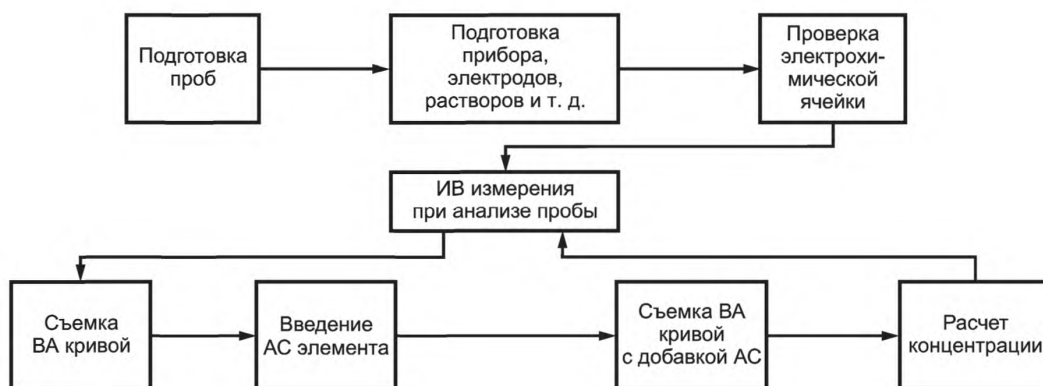 Подготовка
проб
Подготовка
прибора,
электродов,
растворов и т. д.
Проверка
электрохи-
мической
ячейки
ИВ измерения
при анализе пробы
Съемка
ВА кривой
Введение
АС элемента
Съемка ВА
кривой
с добавкой АС
Расчет
концентрации